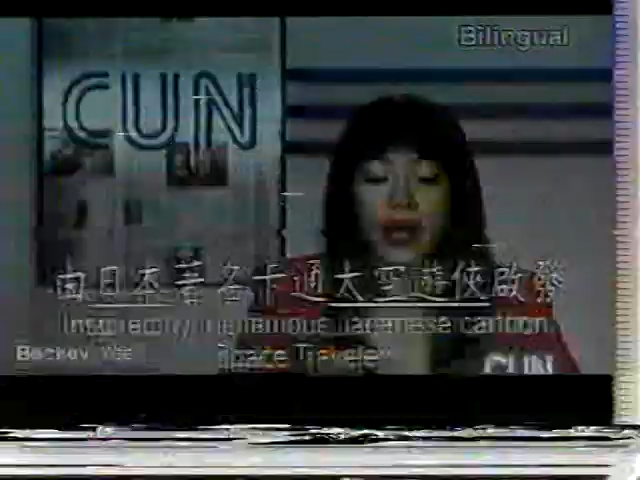 Bilingual
CUN
由日本著名卡通太空遊俠啟發
Inspired by the famous Japanese cartoon
Space Traveler
CUN